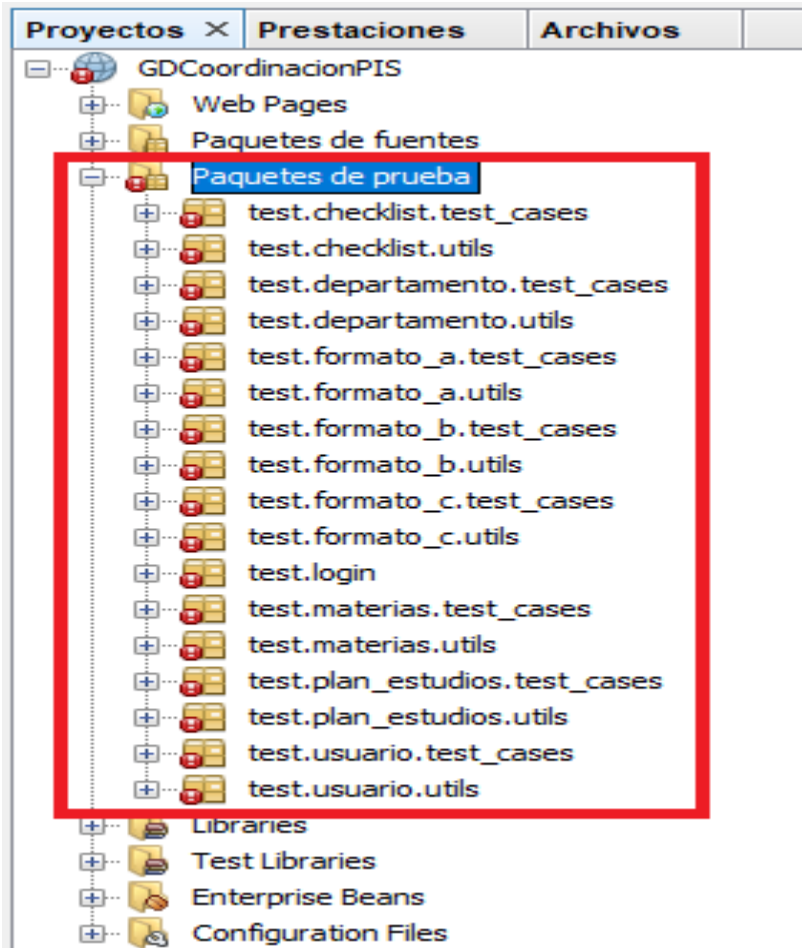 Proyectos × Prestaciones Archivos
GDCoordinacionPIS
Web Pages
Paquetes de fuentes
Paquetes de prueba
test.checklist.test_cases
test.checklist.utils
test.departamento.test_cases
test.departamento.utils
test.formato_a.test_cases
test.formato_a.utils
test.formato_b.test_cases
test.formato_b.utils
test.formato_c.test_cases
test.formato_c.utils
test.login
test.materias.test_cases
test.materias.utils
test.plan_estudios.test_cases
test.plan_estudios.utils
test.usuario.test_cases
test.usuario.utils
Libraries
Test Libraries
Enterprise Beans
Configuration Files